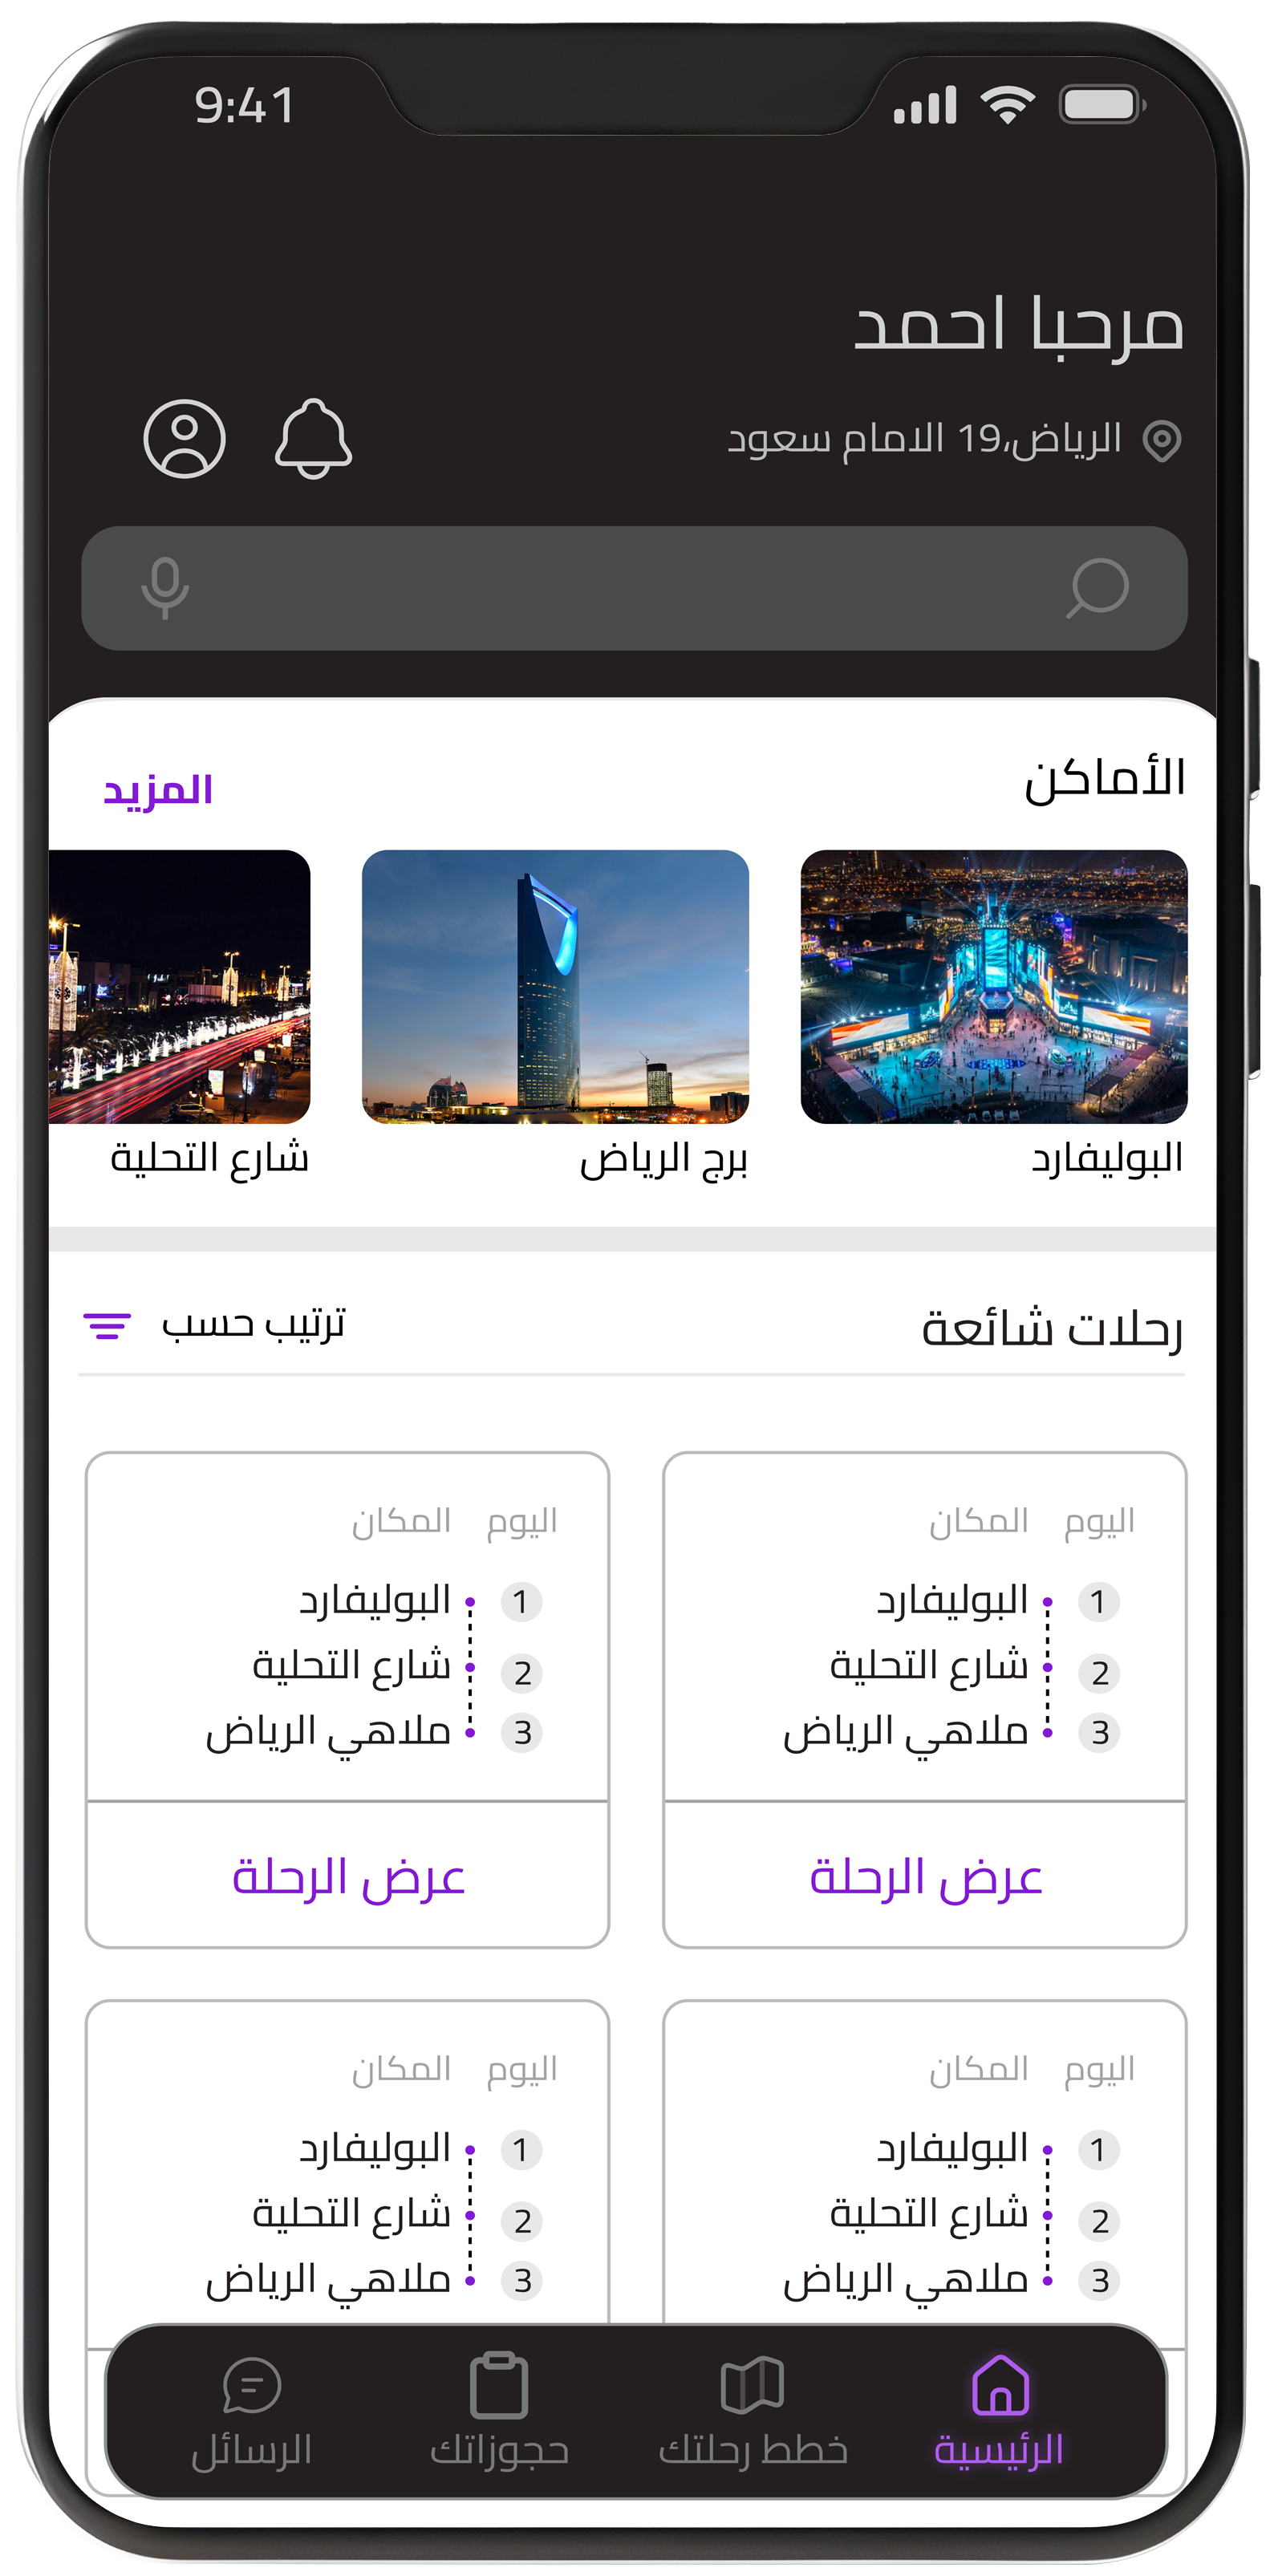 9:41
مرحبا احمد
الرياض،19 الامام سعود
الأماكن
المزيد
البوليفارد
برج الرياض
شارع التحلية
رحلات شائعة
ترتيب حسب
اليوم المكان
1 البوليفارد
2 شارع التحلية
3 ملاهي الرياض
عرض الرحلة
اليوم المكان
1 البوليفارد
2 شارع التحلية
3 ملاهي الرياض
عرض الرحلة
اليوم المكان
1 البوليفارد
2 شارع التحلية
3 ملاهي الرياض
اليوم المكان
1 البوليفارد
2 شارع التحلية
3 ملاهي الرياض
الرئيسية
خطط رحلتك
حجوزاتك
الرسائل